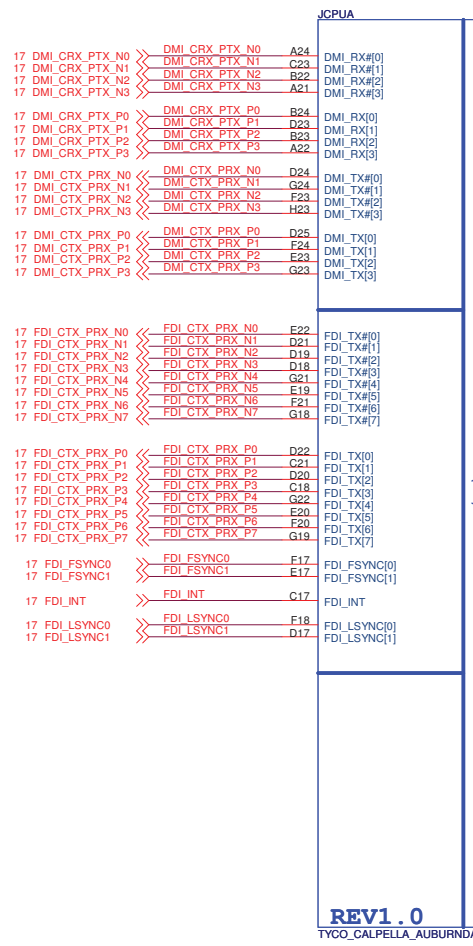 JCPUA
17 DMI_CRX_PTX_N0 DMI_CRX_PTX_N0 A24 DMI_RX#[0]
17 DMI_CRX_PTX_N1 DMI_CRX_PTX_N1 C23 DMI_RX#[1]
17 DMI_CRX_PTX_N2 DMI_CRX_PTX_N2 B22 DMI_RX#[2]
17 DMI_CRX_PTX_N3 DMI_CRX_PTX_N3 A21 DMI_RX#[3]
17 DMI_CRX_PTX_P0 DMI_CRX_PTX_P0 B24 DMI_RX[0]
17 DMI_CRX_PTX_P1 DMI_CRX_PTX_P1 D23 DMI_RX[1]
17 DMI_CRX_PTX_P2 DMI_CRX_PTX_P2 B23 DMI_RX[2]
17 DMI_CRX_PTX_P3 DMI_CRX_PTX_P3 A22 DMI_RX[3]
17 DMI_CTX_PRX_N0 DMI_CTX_PRX_N0 D24 DMI_TX#[0]
17 DMI_CTX_PRX_N1 DMI_CTX_PRX_N1 G24 DMI_TX#[1]
17 DMI_CTX_PRX_N2 DMI_CTX_PRX_N2 F23 DMI_TX#[2]
17 DMI_CTX_PRX_N3 DMI_CTX_PRX_N3 H23 DMI_TX#[3]
17 DMI_CTX_PRX_P0 DMI_CTX_PRX_P0 D25 DMI_TX[0]
17 DMI_CTX_PRX_P1 DMI_CTX_PRX_P1 F24 DMI_TX[1]
17 DMI_CTX_PRX_P2 DMI_CTX_PRX_P2 E23 DMI_TX[2]
17 DMI_CTX_PRX_P3 DMI_CTX_PRX_P3 G23 DMI_TX[3]
17 FDI_CTX_PRX_N0 FDI_CTX_PRX_N0 E22 FDI_TX#[0]
17 FDI_CTX_PRX_N1 FDI_CTX_PRX_N1 D21 FDI_TX#[1]
17 FDI_CTX_PRX_N2 FDI_CTX_PRX_N2 D19 FDI_TX#[2]
17 FDI_CTX_PRX_N3 FDI_CTX_PRX_N3 D18 FDI_TX#[3]
17 FDI_CTX_PRX_N4 FDI_CTX_PRX_N4 G21 FDI_TX#[4]
17 FDI_CTX_PRX_N5 FDI_CTX_PRX_N5 E19 FDI_TX#[5]
17 FDI_CTX_PRX_N6 FDI_CTX_PRX_N6 F21 FDI_TX#[6]
17 FDI_CTX_PRX_N7 FDI_CTX_PRX_N7 G18 FDI_TX#[7]
17 FDI_CTX_PRX_P0 FDI_CTX_PRX_P0 D22 FDI_TX[0]
17 FDI_CTX_PRX_P1 FDI_CTX_PRX_P1 C21 FDI_TX[1]
17 FDI_CTX_PRX_P2 FDI_CTX_PRX_P2 D20 FDI_TX[2]
17 FDI_CTX_PRX_P3 FDI_CTX_PRX_P3 C18 FDI_TX[3]
17 FDI_CTX_PRX_P4 FDI_CTX_PRX_P4 G22 FDI_TX[4]
17 FDI_CTX_PRX_P5 FDI_CTX_PRX_P5 E20 FDI_TX[5]
17 FDI_CTX_PRX_P6 FDI_CTX_PRX_P6 F20 FDI_TX[6]
17 FDI_CTX_PRX_P7 FDI_CTX_PRX_P7 G19 FDI_TX[7]
17 FDI_FSYNC0 FDI_FSYNC0 F17 FDI_FSYNC[0]
17 FDI_FSYNC1 FDI_FSYNC1 E17 FDI_FSYNC[1]
17 FDI_INT FDI_INT C17 FDI_INT
17 FDI_LSYNC0 FDI_LSYNC0 F18 FDI_LSYNC[0]
17 FDI_LSYNC1 FDI_LSYNC1 D17 FDI_LSYNC[1]
REV1.0
TYCO_CALPELLA_AUBURNDA